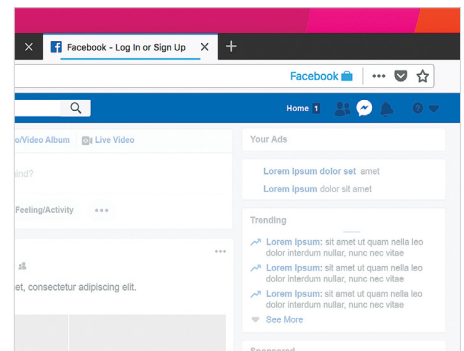 Facebook - Log In or Sign Up
Facebook
Home 1
o/Video Album Live Video
ind?
Feeling/Activity
et, consectetur adipiscing elit.
Your Ads
Lorem Ipsum dolor set amet
Lorem Ipsum dolor sit amet
Trending
Lorem Ipsum: sit amet ut quam nella leo
dolor interdum nullar, nunc nec vitae
Lorem Ipsum: sit amet ut quam nella leo
dolor interdum nullar, nunc nec vitae
Lorem Ipsum: sit amet ut quam nella leo
dolor interdum nullar, nunc nec vitae
See More
Sponsored